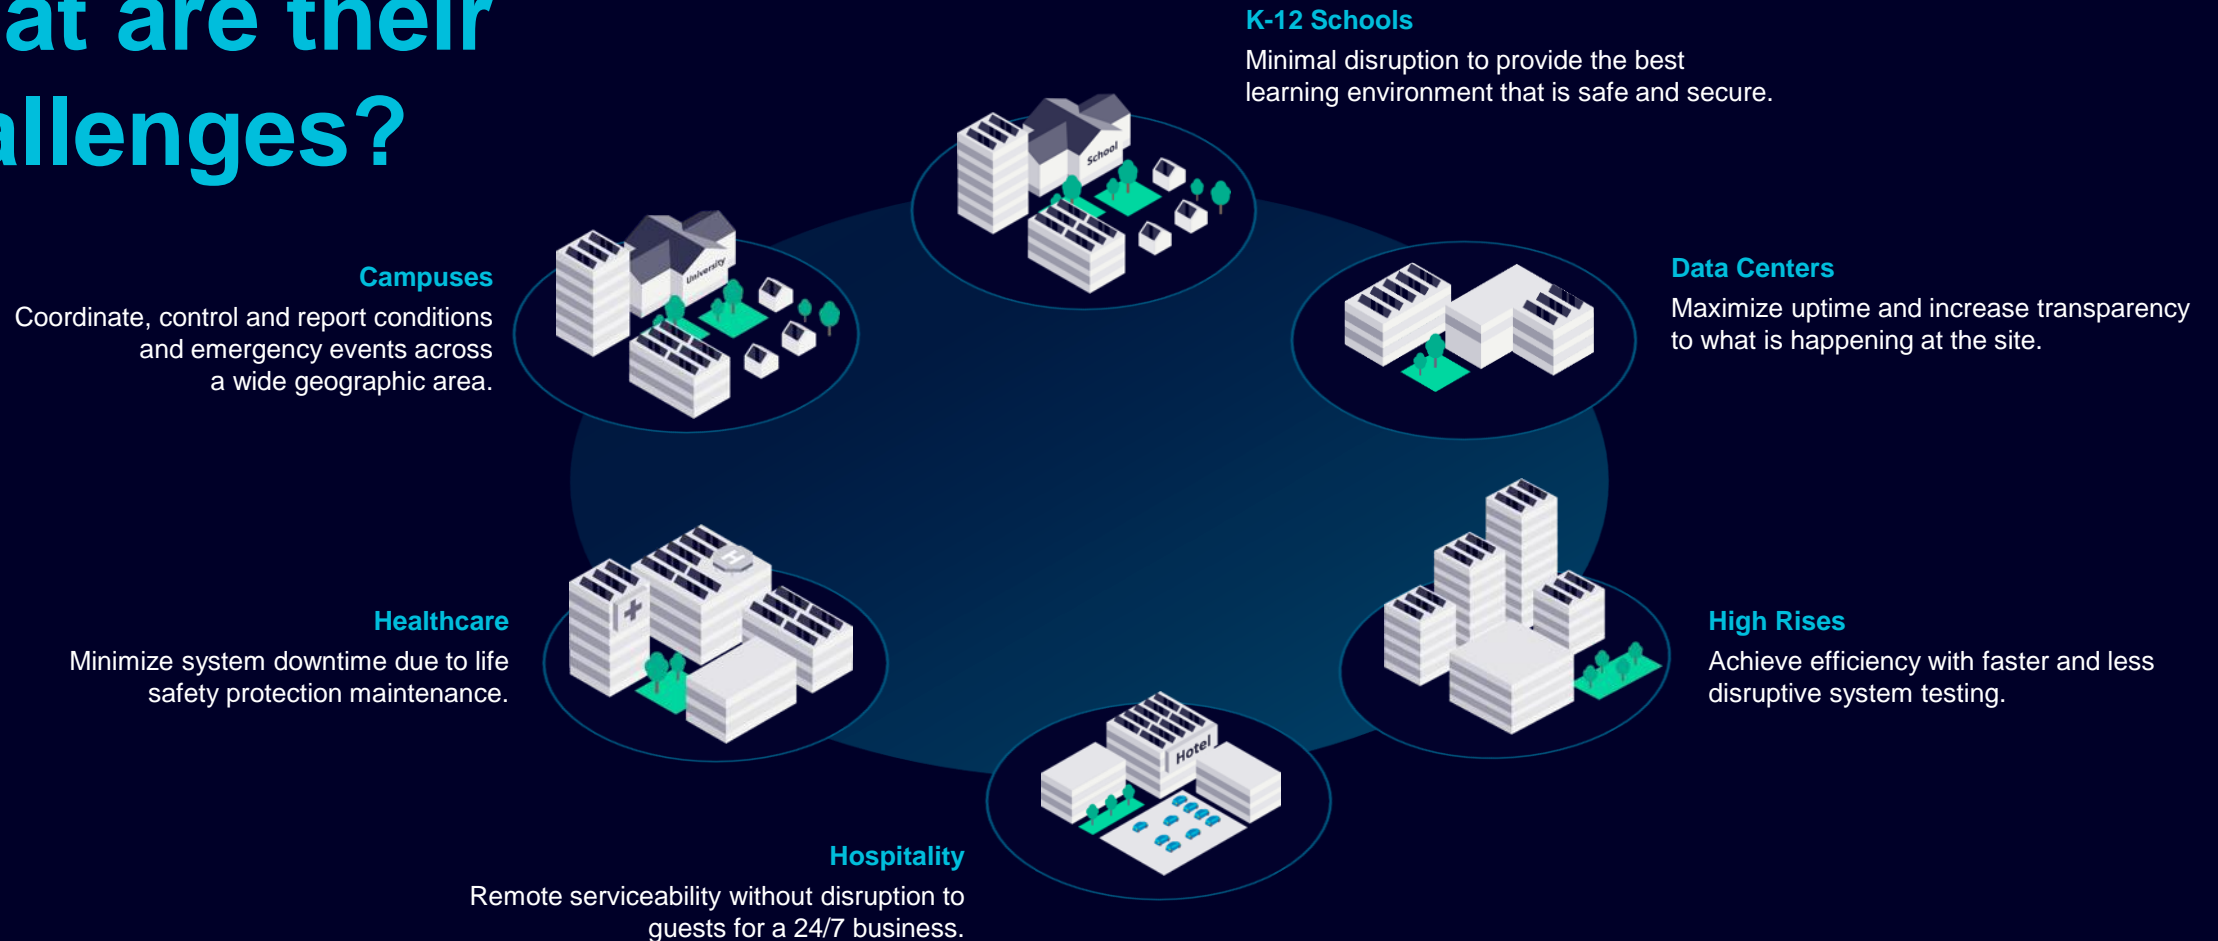 at are their
allenges?
K-12 Schools
Minimal disruption to provide the best
learning environment that is safe and secure.
School
Campuses
Coordinate, control and report conditions
and emergency events across
a wide geographic area.
University
Data Centers
Maximize uptime and increase transparency
to what is happening at the site.
Healthcare
Minimize system downtime due to life
safety protection maintenance.
H
High Rises
Achieve efficiency with faster and less
disruptive system testing.
Hotel
Hospitality
Remote serviceability without disruption to
guests for a 24/7 business.